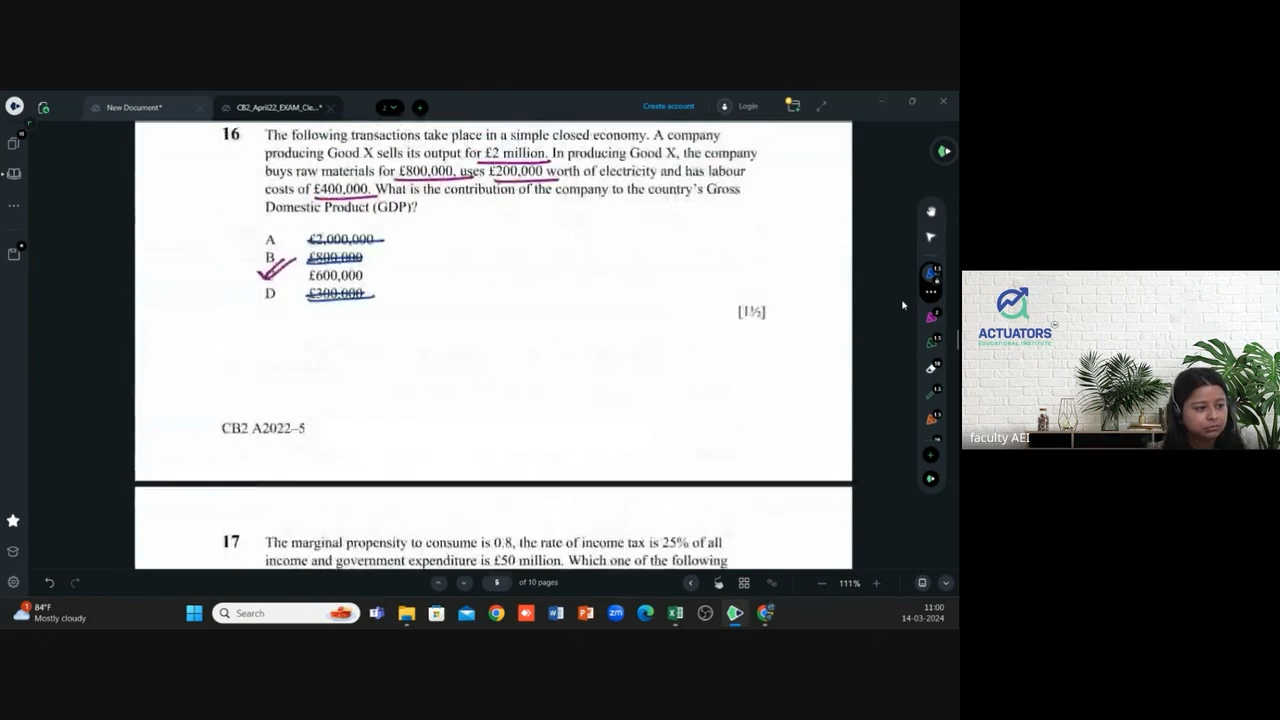 New Document*
CB2_April22_EXAM_Cle...*
2
Create account
Login
16 The following transactions take place in a simple closed economy. A company
producing Good X sells its output for £2 million. In producing Good X, the company
buys raw materials for £800,000, uses £200,000 worth of electricity and has labour
costs of £400,000. What is the contribution of the company to the country's Gross
Domestic Product (GDP)?
A £2,000,000
B £800,000
£600,000
D £300,000
[1½]
CB2 A2022–5
17 The marginal propensity to consume is 0.8, the rate of income tax is 25% of all
income and government expenditure is £50 million. Which one of the following
5 of 10 pages
111%
84°F
Mostly cloudy
Search
11:00
14-03-2024
ACTUATORS
EDUCATIONAL INSTITUTE
faculty AEI